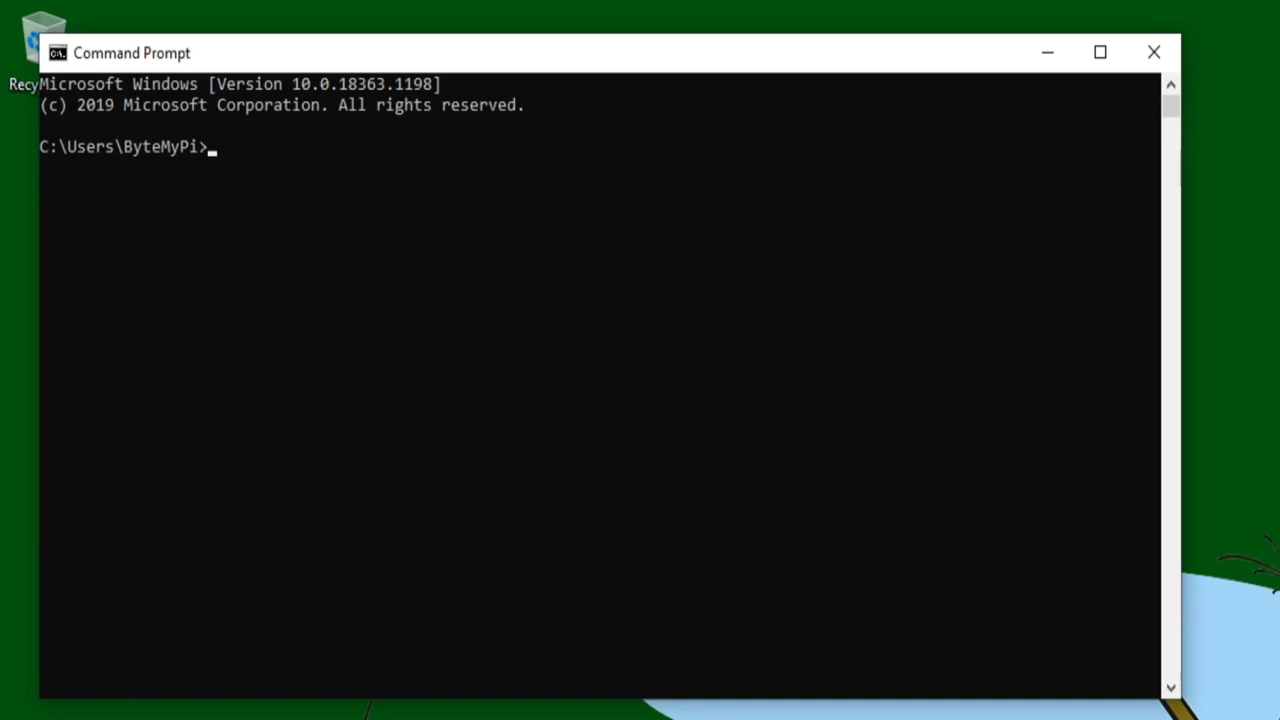 Command Prompt
Recy
Microsoft Windows [Version 10.0.18363.1198]
(c) 2019 Microsoft Corporation. All rights reserved.
C:\Users\ByteMyPi>